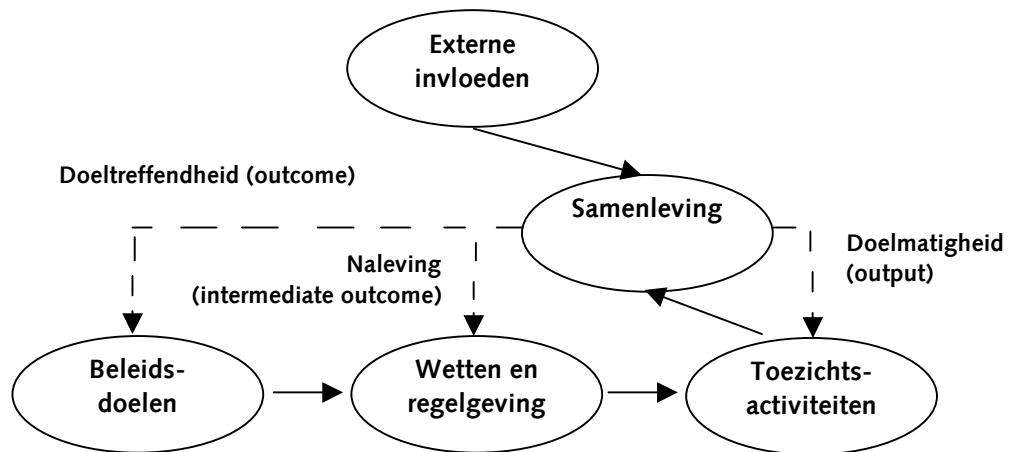 Externe
invloeden
Doeltreffendheid (outcome)
Samenleving
Doelmatigheid
(output)
Naleving
(intermediate outcome)
Beleids-
doelen
Wetten en
regelgeving
Toezichts-
activiteiten